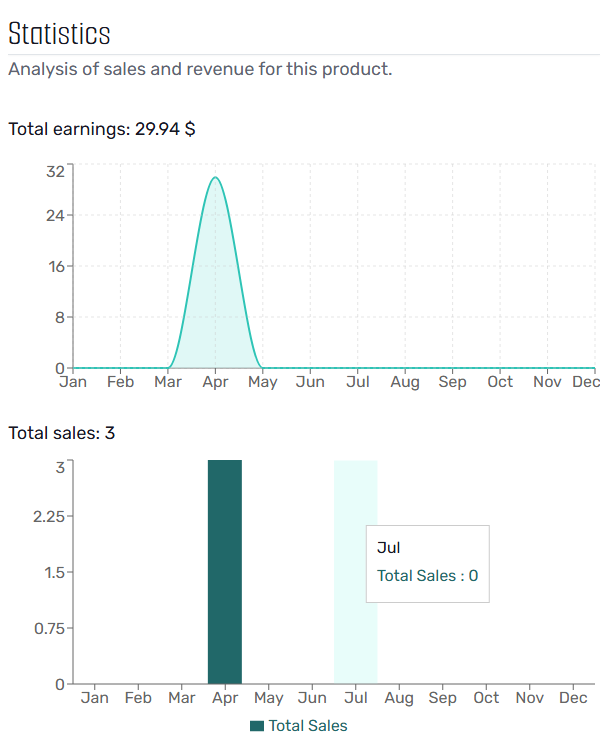 Statistics
Analysis of sales and revenue for this product.
Total earnings: 29.94 $
32
24
16
8
0
Jan Feb Mar Apr May Jun Jul Aug Sep Oct Nov Dec
Total sales: 3
3
2.25
1.5
0.75
0
Jul
Total Sales : 0
Jan Feb Mar Apr May Jun Jul Aug Sep Oct Nov Dec
Total Sales